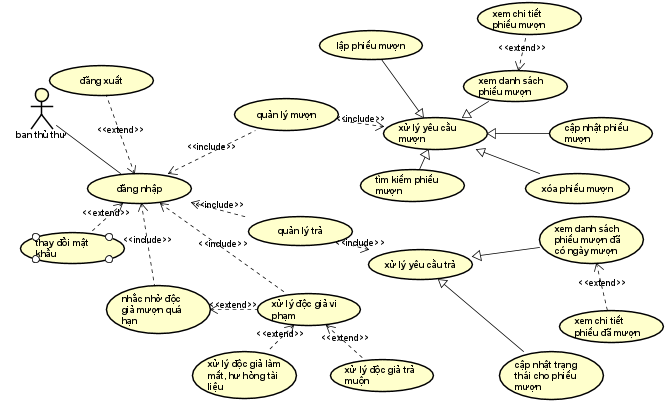 xem chi tiết
phiếu mượn
lập phiếu mượn
<<extend>>
đăng xuất
xem danh sách
phiếu mượn
quản lý mượn
<<include>>
ban thủ thư
<<extend>>
xử lý yêu cầu
mượn
cập nhật phiếu
mượn
<<include>>
đăng nhập
tìm kiếm phiếu
mượn
xóa phiếu mượn
<<extend>>
<<include>>
thay đổi mật
khẩu
<<include>>
<<include>>
quản lý trả
<<include>>
xem danh sách
phiếu mượn đã
có ngày mượn
xử lý yêu cầu trả
<<extend>>
nhắc nhở độc
giả mượn quá
hạn
<<extend>>
xử lý độc giả vi
phạm
xem chi tiết
phiếu đã mượn
<<extend>>
<<extend>>
xử lý độc giả làm
mất, hư hỏng tài
liệu
xử lý độc giả trả
muộn
cập nhật trạng
thái cho phiếu
mượn